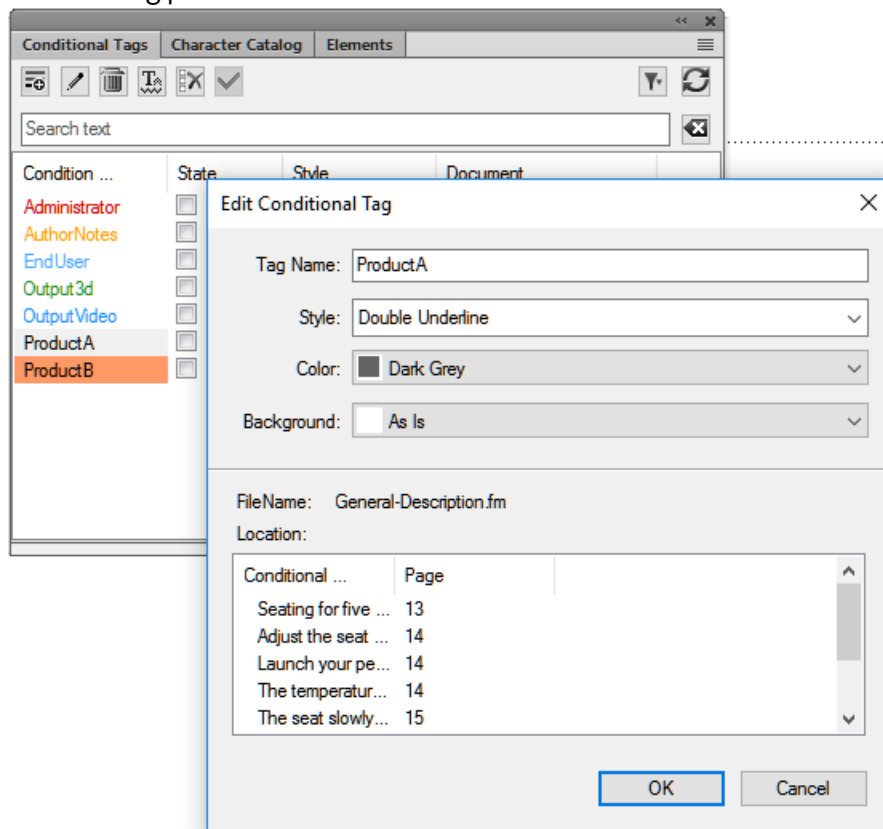 Conditional Tags Character Catalog Elements
Search text
Condition ... State Style Document
Administrator
AuthorNotes
EndUser
Output3d
OutputVideo
ProductA
ProductB
Edit Conditional Tag
Tag Name: ProductA
Style: Double Underline
Color: Dark Grey
Background: As Is
FileName: General-Description.fm
Location:
Conditional ... Page
Seating for five ... 13
Adjust the seat ... 14
Launch your pe... 14
The temperatur... 14
The seat slowly... 15
OK Cancel